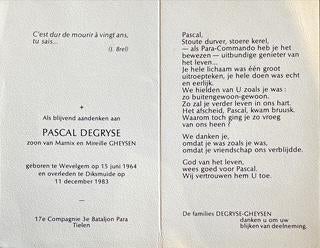 C'est dur de mourir à vingt ans,
tu sais...
(J. Brel)
+
Als blijvend aandenken aan
PASCAL DEGRYSE
zoon van Marnix en Mireille GHEYSEN
geboren te Wevelgem op 15 juni 1964
en overleden te Diksmuide op
11 december 1983
17e Compagnie 3e Bataljon Para
Tielen
Pascal,
Stoute durver, stoere kerel,
— als Para-Commando heb je het
bewezen — uitbundige genieter van
het leven...
Je hele lichaam was één groot
uitroepteken, je hele doen was echt
en eerlijk.
We hielden van U zoals je was :
zo buitengewoon-gewoon.
Zo zal je verder leven in ons hart.
Het afscheid, Pascal, kwam bruusk.
Waarom toch ging je zo vroeg
van ons heen ?
We danken je,
omdat je was zoals je was,
omdat je vriendschap ons verblijdde.
God van het leven,
wees goed voor Pascal.
Wij vertrouwen hem U toe.
De families DEGRYSE-GHEYSEN
danken u om uw
blijken van deelneming.